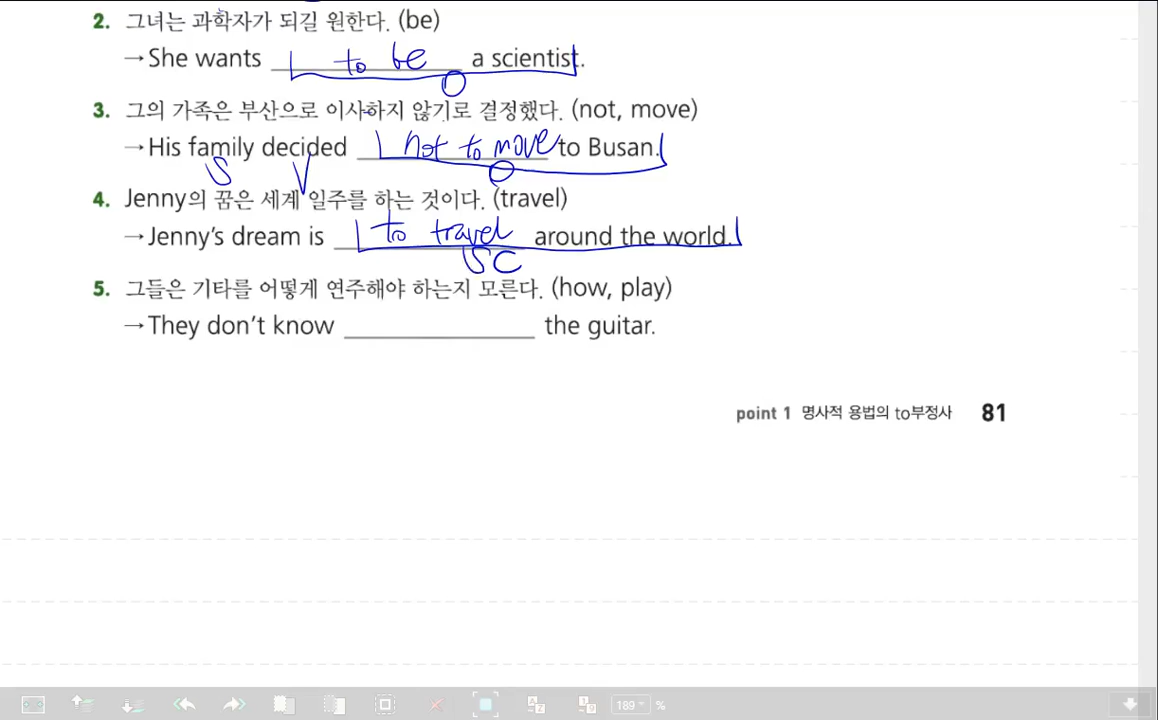 2. 그녀는 과학자가 되길 원한다. (be)
→ She wants to be a scientist.
O
3. 그의 가족은 부산으로 이사하지 않기로 결정했다. (not, move)
→ His family decided not to move to Busan.
S V O
4. Jenny의 꿈은 세계 일주를 하는 것이다. (travel)
→ Jenny's dream is to travel around the world.
SC
5. 그들은 기타를 어떻게 연주해야 하는지 모른다. (how, play)
→ They don't know ______________ the guitar.
point 1 명사적 용법의 to부정사 81
189 %